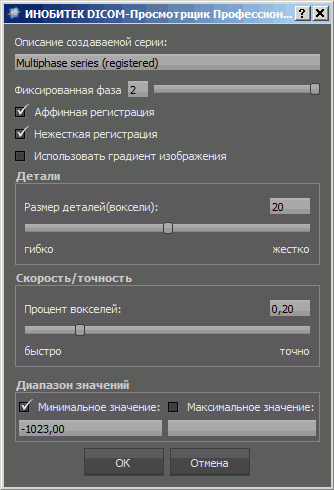 ИНОБИТЕК DICOM-Просмотрщик Профессион...
Описание создаваемой серии:
Multiphase series (registered)
Фиксированная фаза 2
Аффинная регистрация
Нежесткая регистрация
Использовать градиент изображения
Детали
Размер деталей(воксели): 20
гибко жестко
Скорость/точность
Процент вокселей: 0,20
быстро точно
Диапазон значений
Минимальное значение: Максимальное значение:
-1023,00
OK Отмена